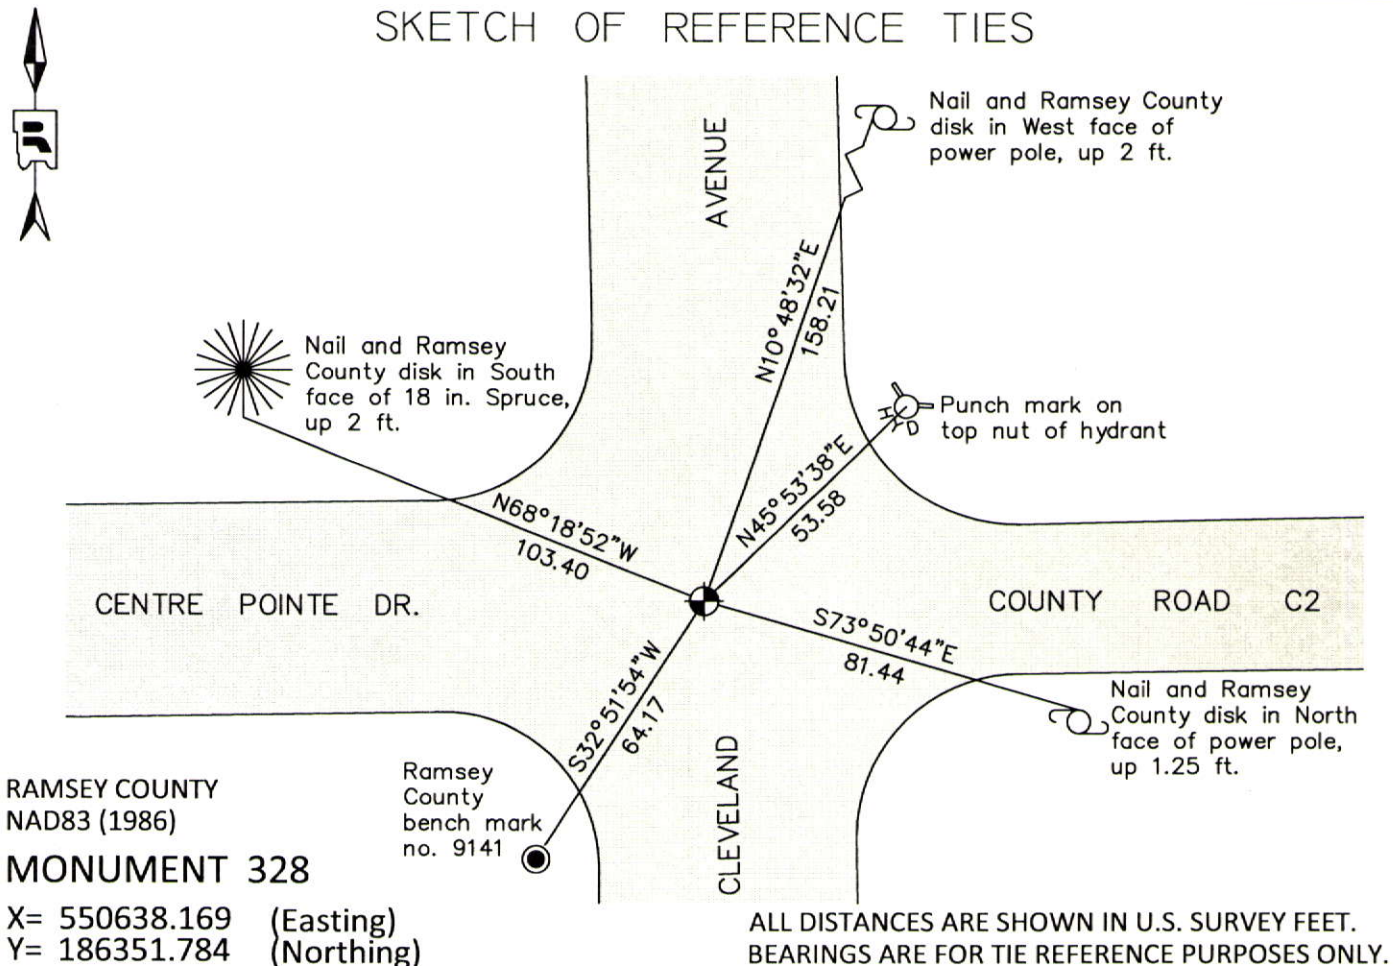 SKETCH OF REFERENCE TIES
R
Nail and Ramsey County
disk in West face of
power pole, up 2 ft.
AVENUE
N10°48'32"E
158.21
Nail and Ramsey
County disk in South
face of 18 in. Spruce,
up 2 ft.
HYD
Punch mark on
top nut of hydrant
N45°53'38"E
53.58
N68°18'52"W
103.40
CENTRE POINTE DR.
COUNTY ROAD C2
S73°50'44"E
81.44
S32°51'54"W
64.17
Nail and Ramsey
County disk in North
face of power pole,
up 1.25 ft.
Ramsey
County
bench mark
no. 9141
CLEVELAND
RAMSEY COUNTY
NAD83 (1986)
MONUMENT 328
X= 550638.169 (Easting)
Y= 186351.784 (Northing)
ALL DISTANCES ARE SHOWN IN U.S. SURVEY FEET.
BEARINGS ARE FOR TIE REFERENCE PURPOSES ONLY.